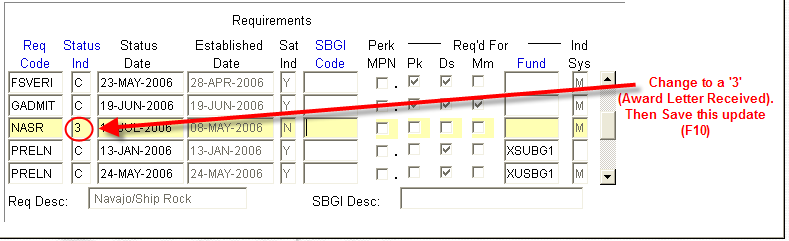 Requirements
Req Status Status Established Sat SBGI Perk Req'd For Ind
Code Ind Date Date Ind Code MPN Pk Ds Mm Fund Sys
FSVERI C 23-MAY-2006 28-APR-2006 Y M
GADMIT C 19-JUN-2006 19-JUN-2006 Y M
NASR 3 -JUL-2006 08-MAY-2006 N M
PRELN C 13-JAN-2006 13-JAN-2006 Y XSUBG1
PRELN C 24-MAY-2006 24-MAY-2006 Y XUSBG1 M
Req Desc: Navajo/Ship Rock SBGI Desc:
Change to a '3'
(Award Letter Received).
Then Save this update
(F10)